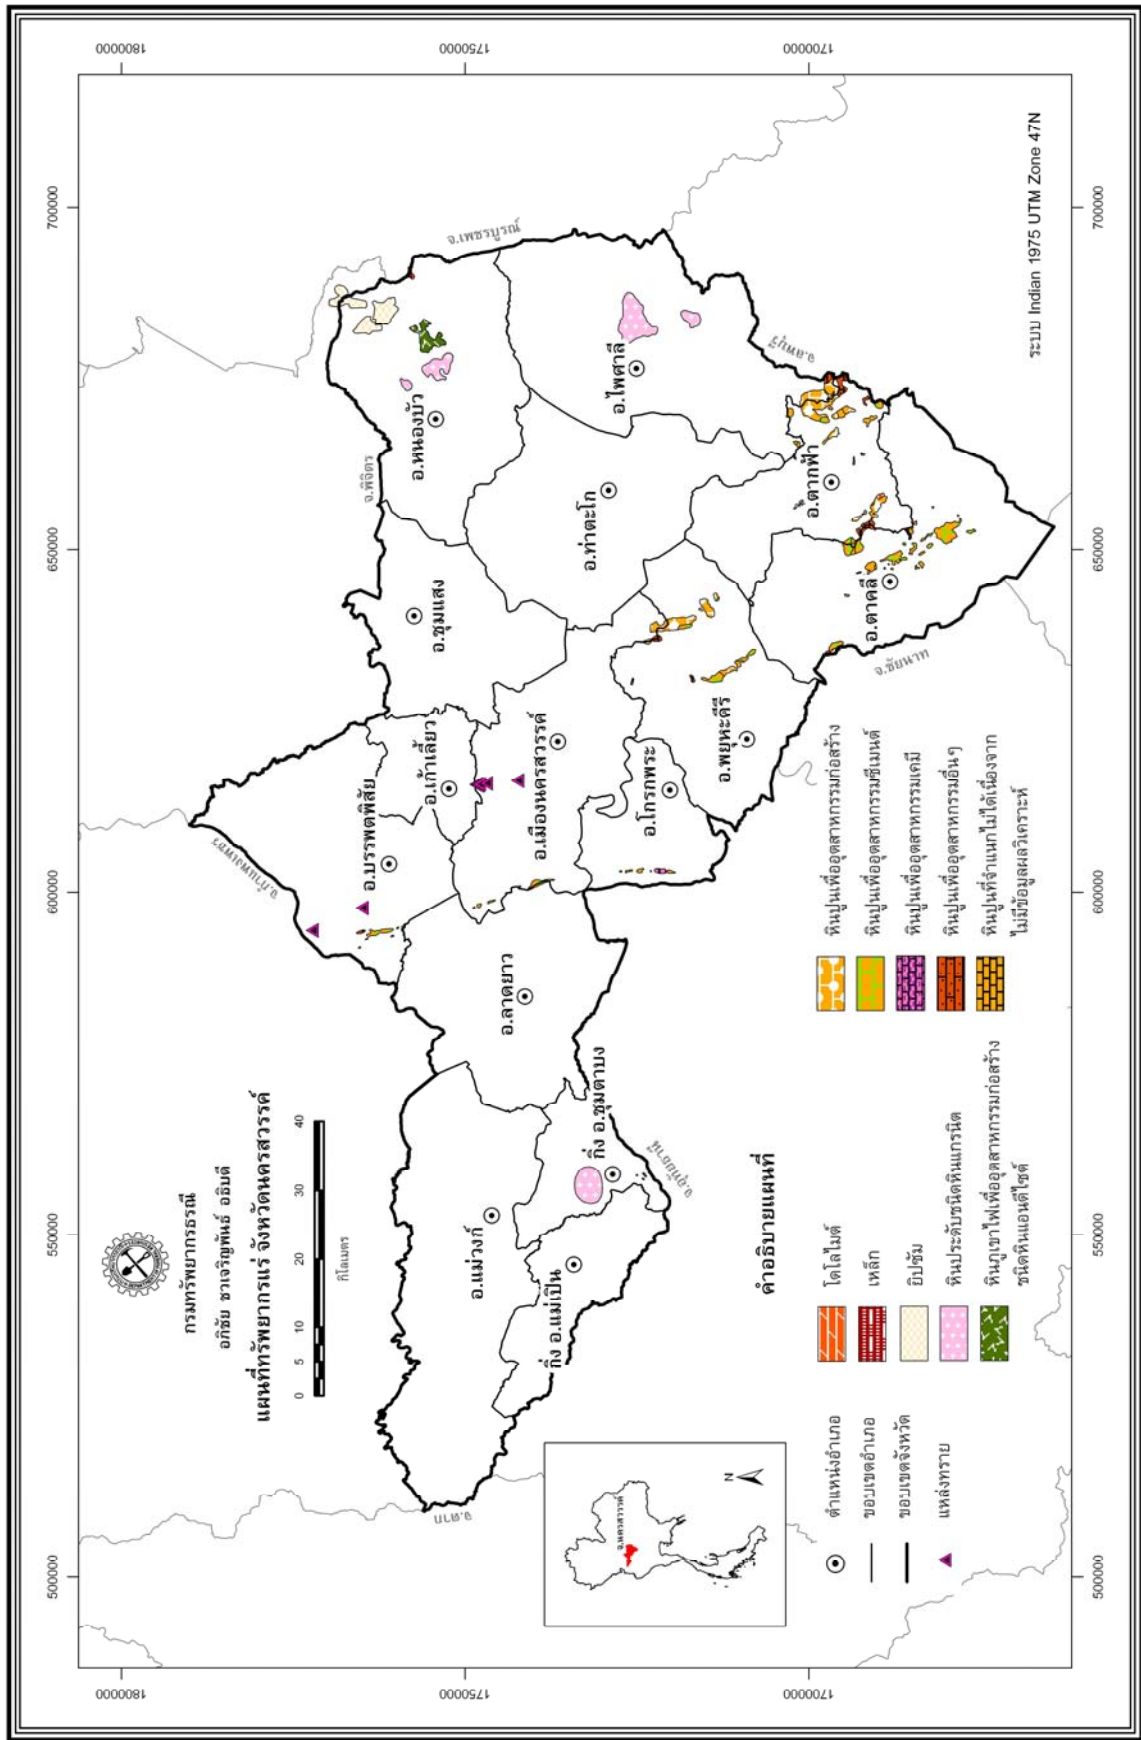 กรมทรัพยากรธรณี
อภิชัย ชวเจริญพันธ์ อธิบดี
แผนที่ทรัพยากรแร่ จังหวัดนครสวรรค์
0 5 10 20 30 40
กิโลเมตร
500000 550000 600000 650000 700000
1800000
1750000
1700000
1800000
1750000
1700000
จ.กำแพงเพชร
จ.พิจิตร
จ.เพชรบูรณ์
จ.ตาก
จ.อุทัยธานี
จ.ชัยนาท
จ.ลพบุรี
อ.บรรพตพิสัย
อ.เก้าเลี้ยว
อ.ชุมแสง
อ.หนองบัว
อ.แม่วงก์
อ.ลาดยาว
อ.เมืองนครสวรรค์
อ.ท่าตะโก
อ.ไพศาลี
กิ่ง อ.แม่เปิน
กิ่ง อ.ชุมตาบง
อ.โกรกพระ
อ.พยุหะคีรี
อ.ตากฟ้า
อ.ตาคลี
จ.นครสวรรค์
N
คำอธิบายแผนที่
ตำแหน่งอำเภอ
ขอบเขตอำเภอ
ขอบเขตจังหวัด
แหล่งทราย
โดโลไมต์
เหล็ก
ยิปซัม
หินประดับชนิดหินแกรนิต
หินภูเขาไฟเพื่ออุตสาหกรรมก่อสร้าง
ชนิดหินแอนดีไซต์
หินปูนเพื่ออุตสาหกรรมก่อสร้าง
หินปูนเพื่ออุตสาหกรรมซีเมนต์
หินปูนเพื่ออุตสาหกรรมเคมี
หินปูนเพื่ออุตสาหกรรมอื่นๆ
หินปูนที่จำแนกไม่ได้เนื่องจาก
ไม่มีข้อมูลผลวิเคราะห์
ระบบ Indian 1975 UTM Zone 47N
500000 550000 600000 650000 700000